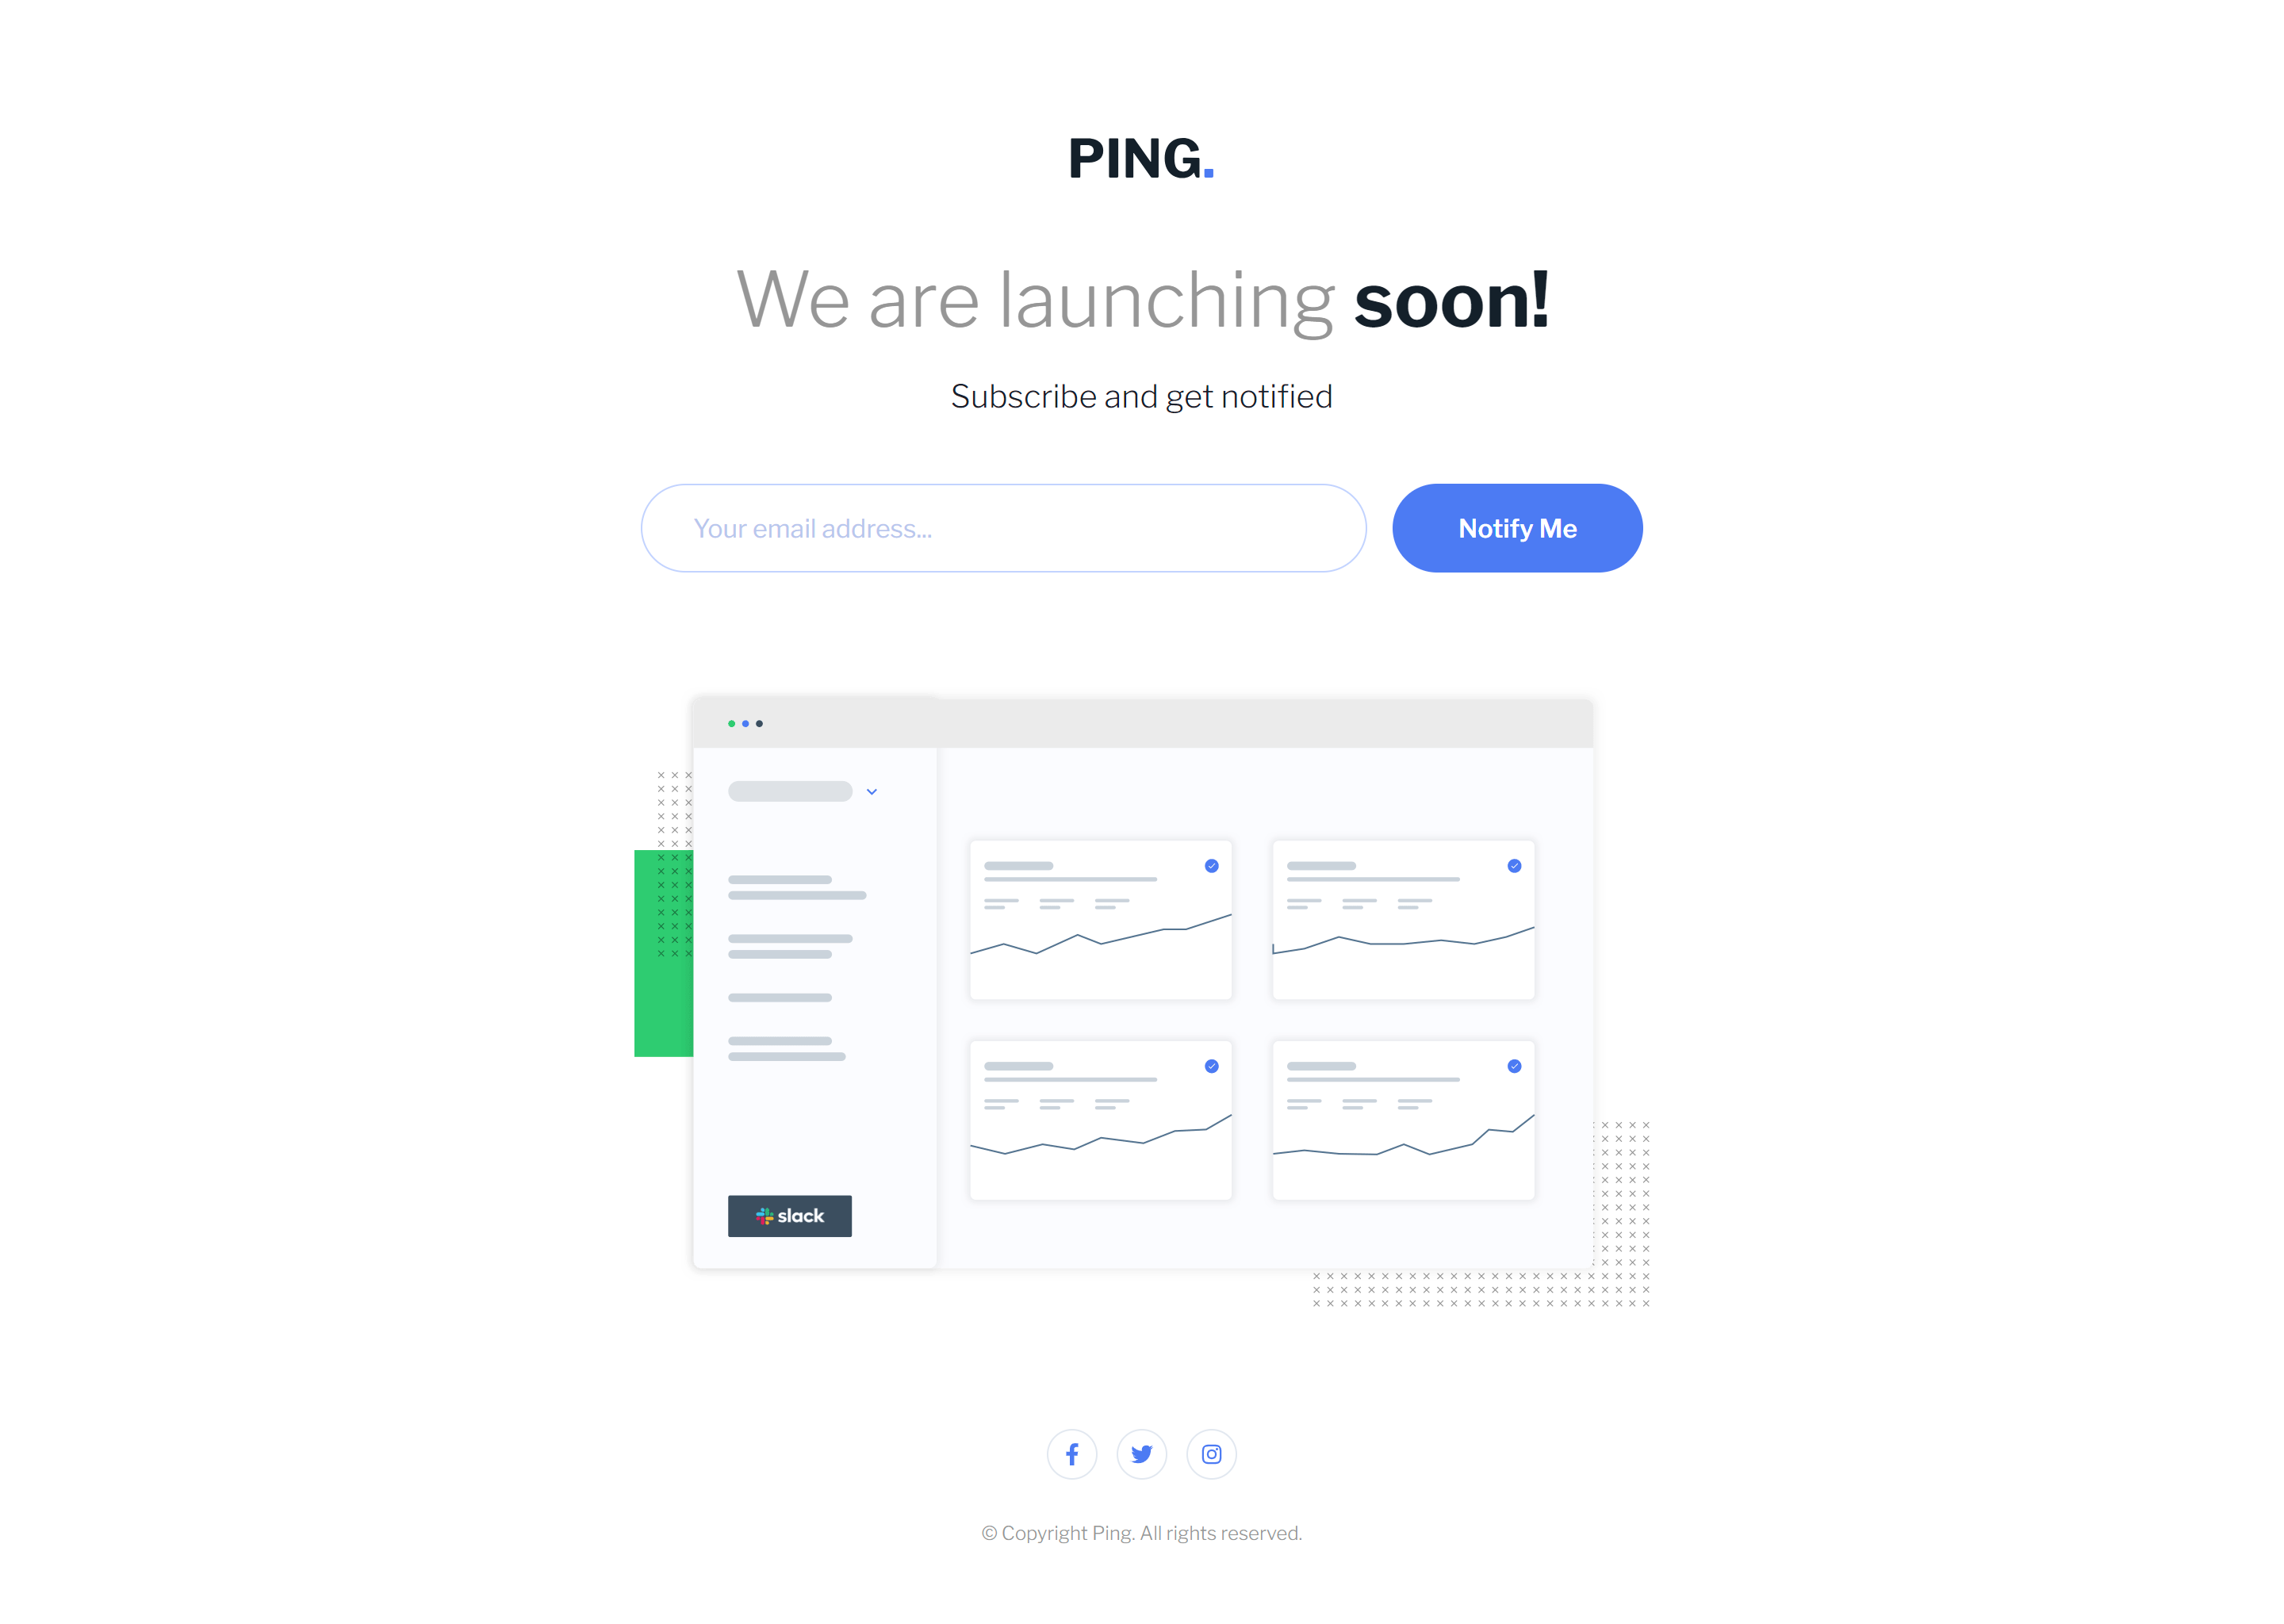 PING.
We are launching soon!
Subscribe and get notified
Your email address...
Notify Me
slack
© Copyright Ping. All rights reserved.